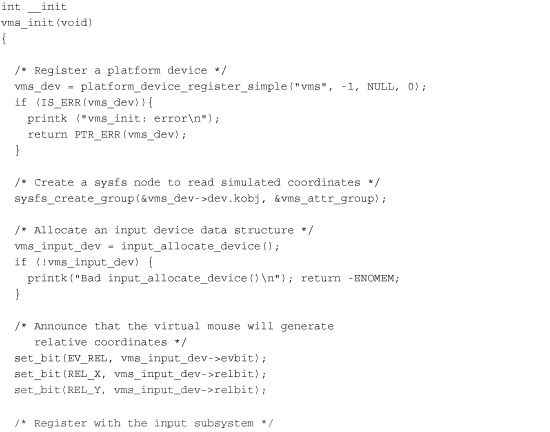 int __init
vms_init(void)
{
/* Register a platform device */
vms_dev = platform_device_register_simple("vms", -1, NULL, 0);
if (IS_ERR(vms_dev)){
printk ("vms_init: error\n");
return PTR_ERR(vms_dev);
}
/* Create a sysfs node to read simulated coordinates */
sysfs_create_group(&vms_dev->dev.kobj, &vms_attr_group);
/* Allocate an input device data structure */
vms_input_dev = input_allocate_device();
if (!vms_input_dev) {
printk("Bad input_allocate_device()\n"); return -ENOMEM;
}
/* Announce that the virtual mouse will generate
relative coordinates */
set_bit(EV_REL, vms_input_dev->evbit);
set_bit(REL_X, vms_input_dev->relbit);
set_bit(REL_Y, vms_input_dev->relbit);
/* Register with the input subsystem */